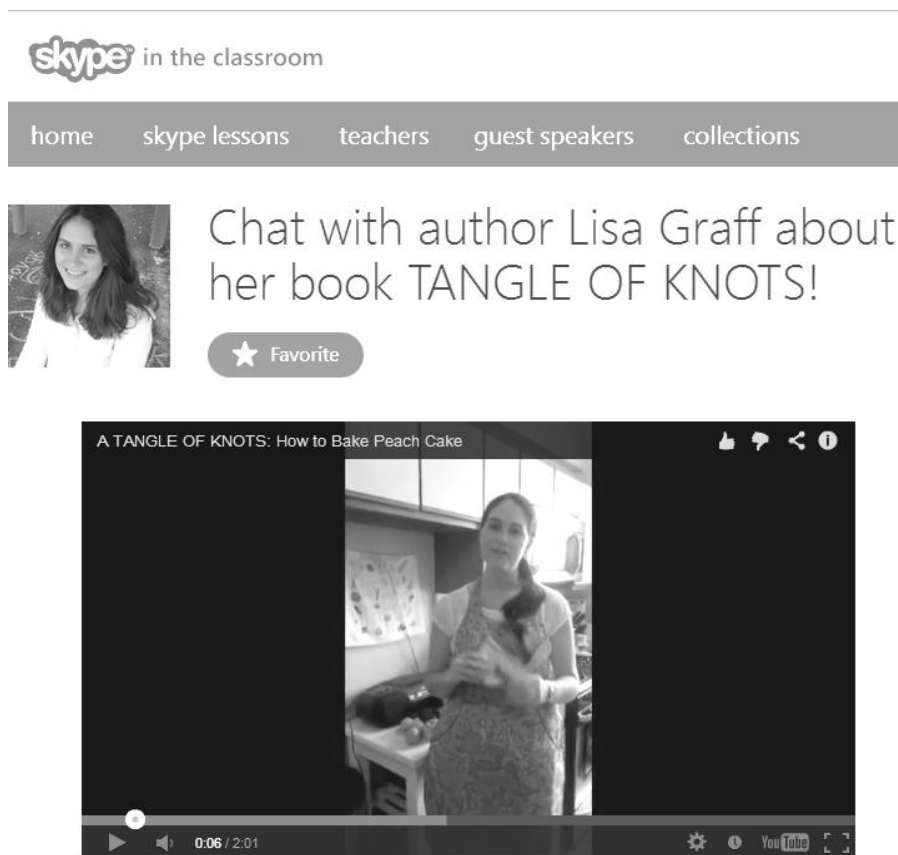 skype in the classroom
home skype lessons teachers guest speakers collections
Chat with author Lisa Graff about
her book TANGLE OF KNOTS!
Favorite
A TANGLE OF KNOTS: How to Bake Peach Cake
0:06 / 2:01 YouTube